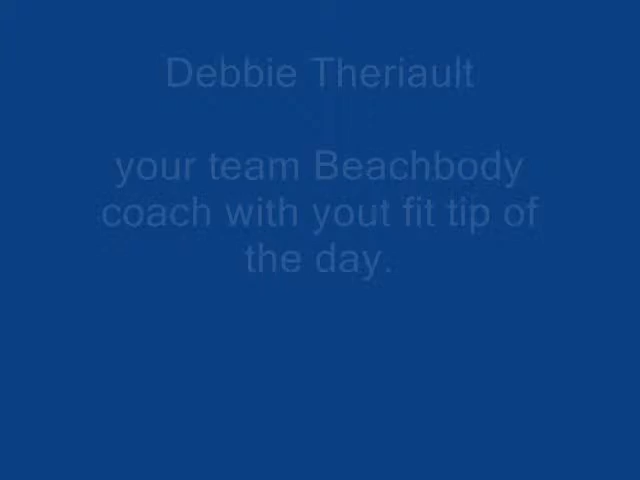 Debbie Theriault
your team Beachbody
coach with yout fit tip of
the day.